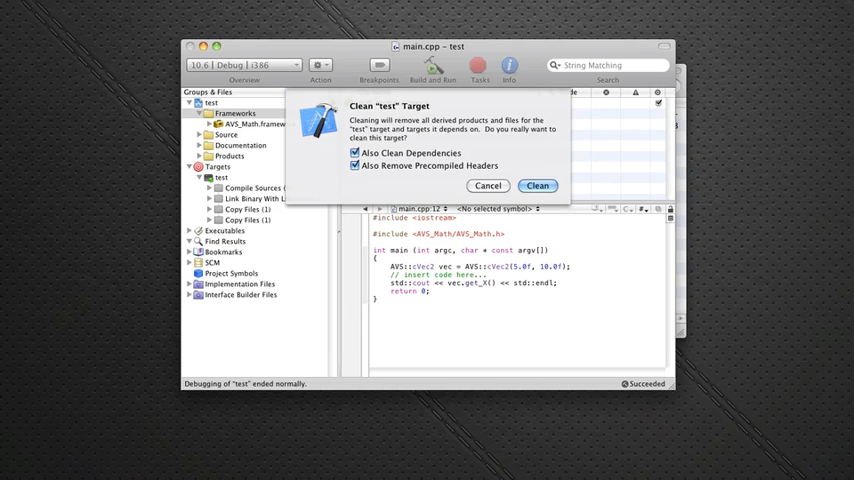 main.cpp – test
10.6 | Debug | i386
String Matching
Overview
Action
Breakpoints
Build and Run
Tasks
Info
Search
Groups & Files
test
Frameworks
AVS_Math.framew
Source
Documentation
Products
Targets
test
Compile Sources (
Link Binary With L
Copy Files (1)
Copy Files (1)
Executables
Find Results
Bookmarks
SCM
Project Symbols
Implementation Files
Interface Builder Files
Clean "test" Target
Cleaning will remove all derived products and files for the
"test" target and targets it depends on. Do you really want to
clean this target?
Also Clean Dependencies
Also Remove Precompiled Headers
Cancel
Clean
main.cpp:12
<No selected symbol>
#include <iostream>
#include <AVS_Math/AVS_Math.h>
int main (int argc, char * const argv[])
{
AVS::cVec2 vec = AVS::cVec2(5.0f, 10.0f);
// insert code here...
std::cout << vec.get_X() << std::endl;
return 0;
}
Debugging of "test" ended normally.
Succeeded